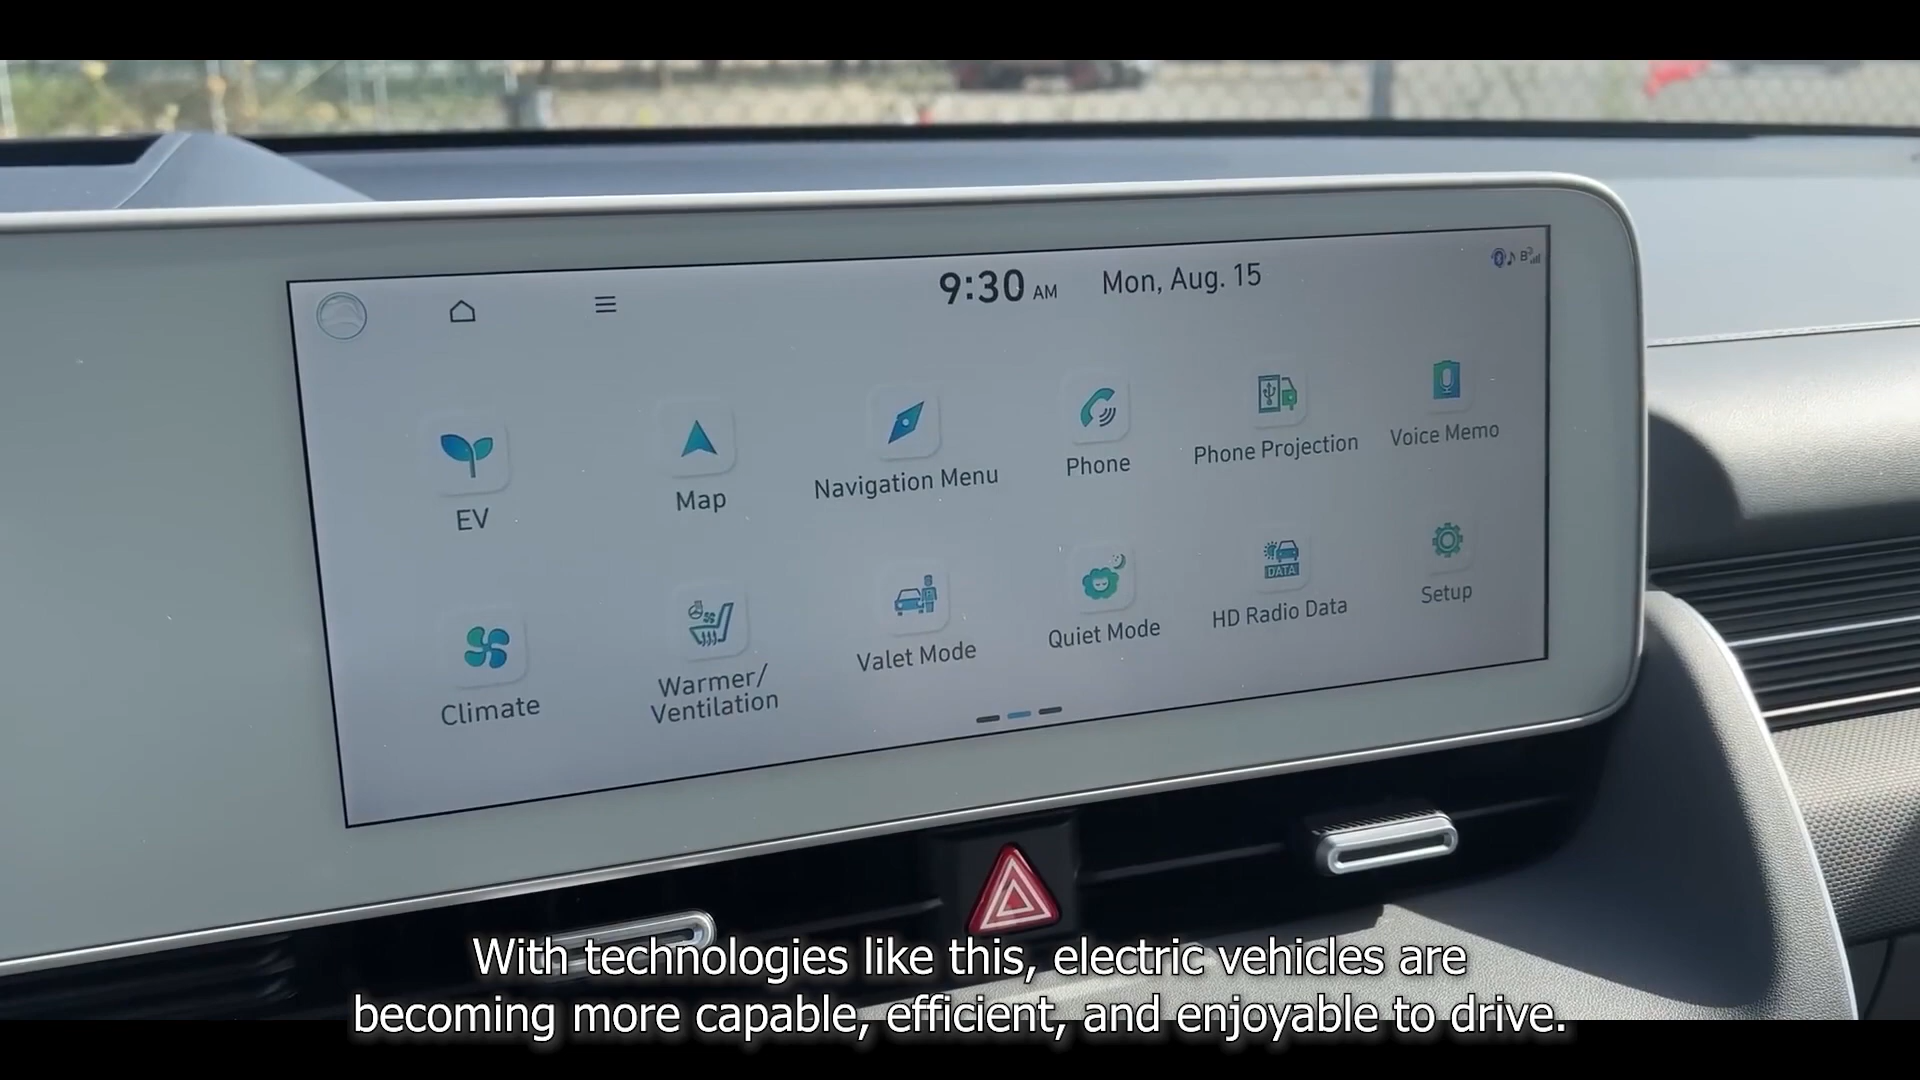 9:30 AM Mon, Aug. 15
EV
Map
Navigation Menu
Phone
Phone Projection
Voice Memo
Climate
Warmer/
Ventilation
Valet Mode
Quiet Mode
DATA
HD Radio Data
Setup
With technologies like this, electric vehicles are
becoming more capable, efficient, and enjoyable to drive.